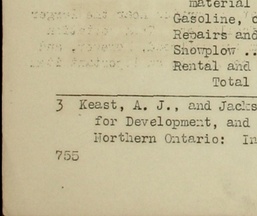 material
Gasoline,
Repairs and
Snowplow ..
Rental and
Total
3 Keast, A. J., and Jacks
for Development, and
Northern Ontario: In
755